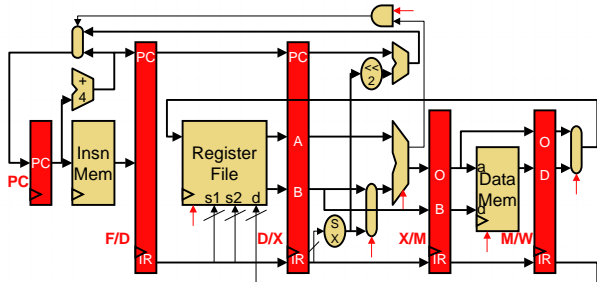 +
4
PC
PC
<<
2
PC
Insn
Mem
Register
File
s1 s2 d
A
B
S
X
O
B
a
Data
Mem
d
O
D
PC
F/D
D/X
X/M
M/W
IR
IR
IR
IR